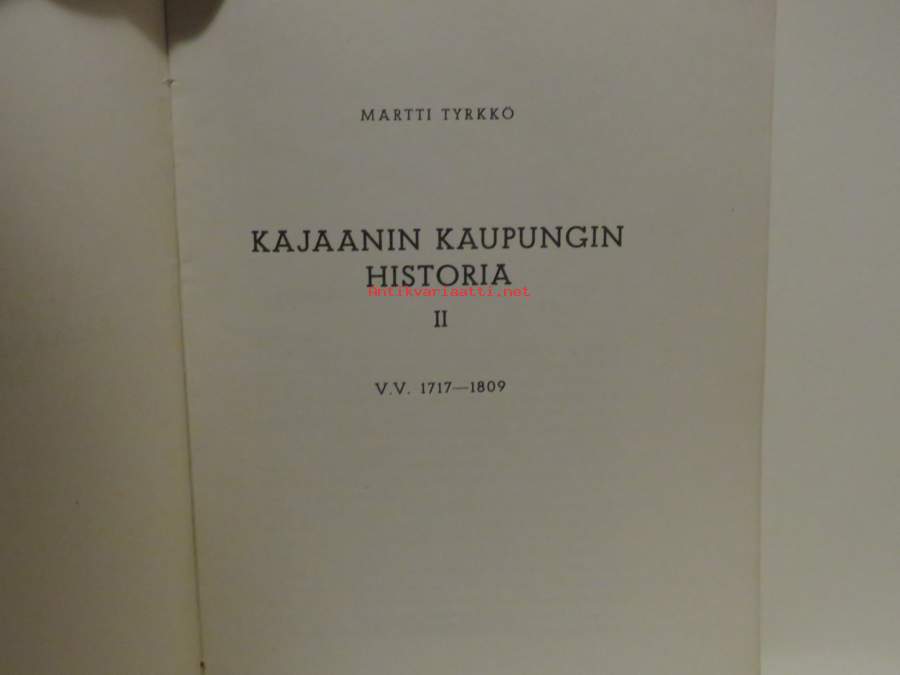 MARTTI TYRKKÖ
KAJAANIN KAUPUNGIN
HISTORIA
Antikvariaatti.net
II
V.V. 1717—1809